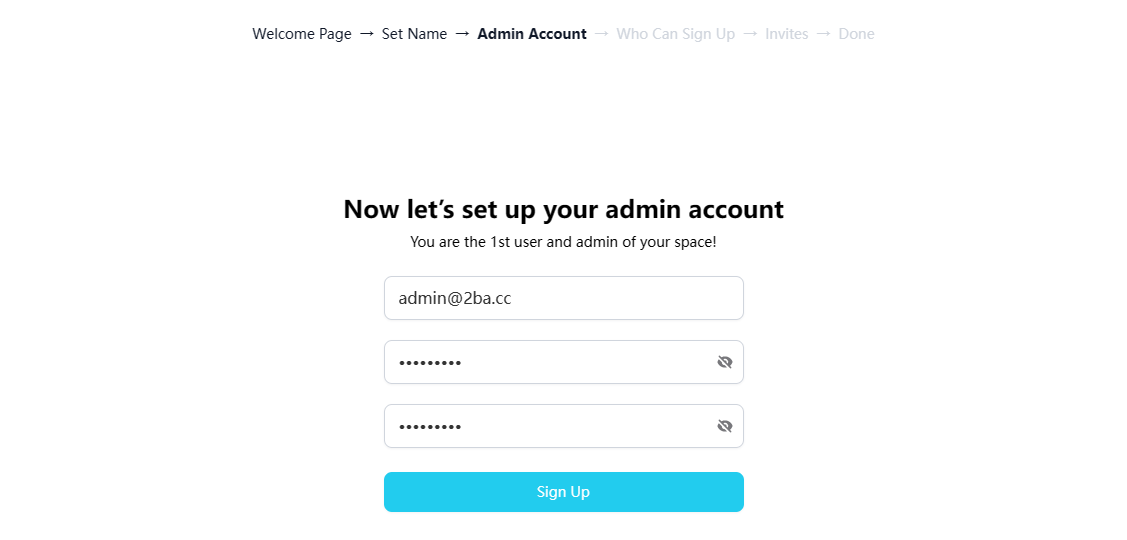 Welcome Page → Set Name → Admin Account → Who Can Sign Up → Invites → Done
Now let’s set up your admin account
You are the 1st user and admin of your space!
admin@2ba.cc
•••••••••
•••••••••
Sign Up